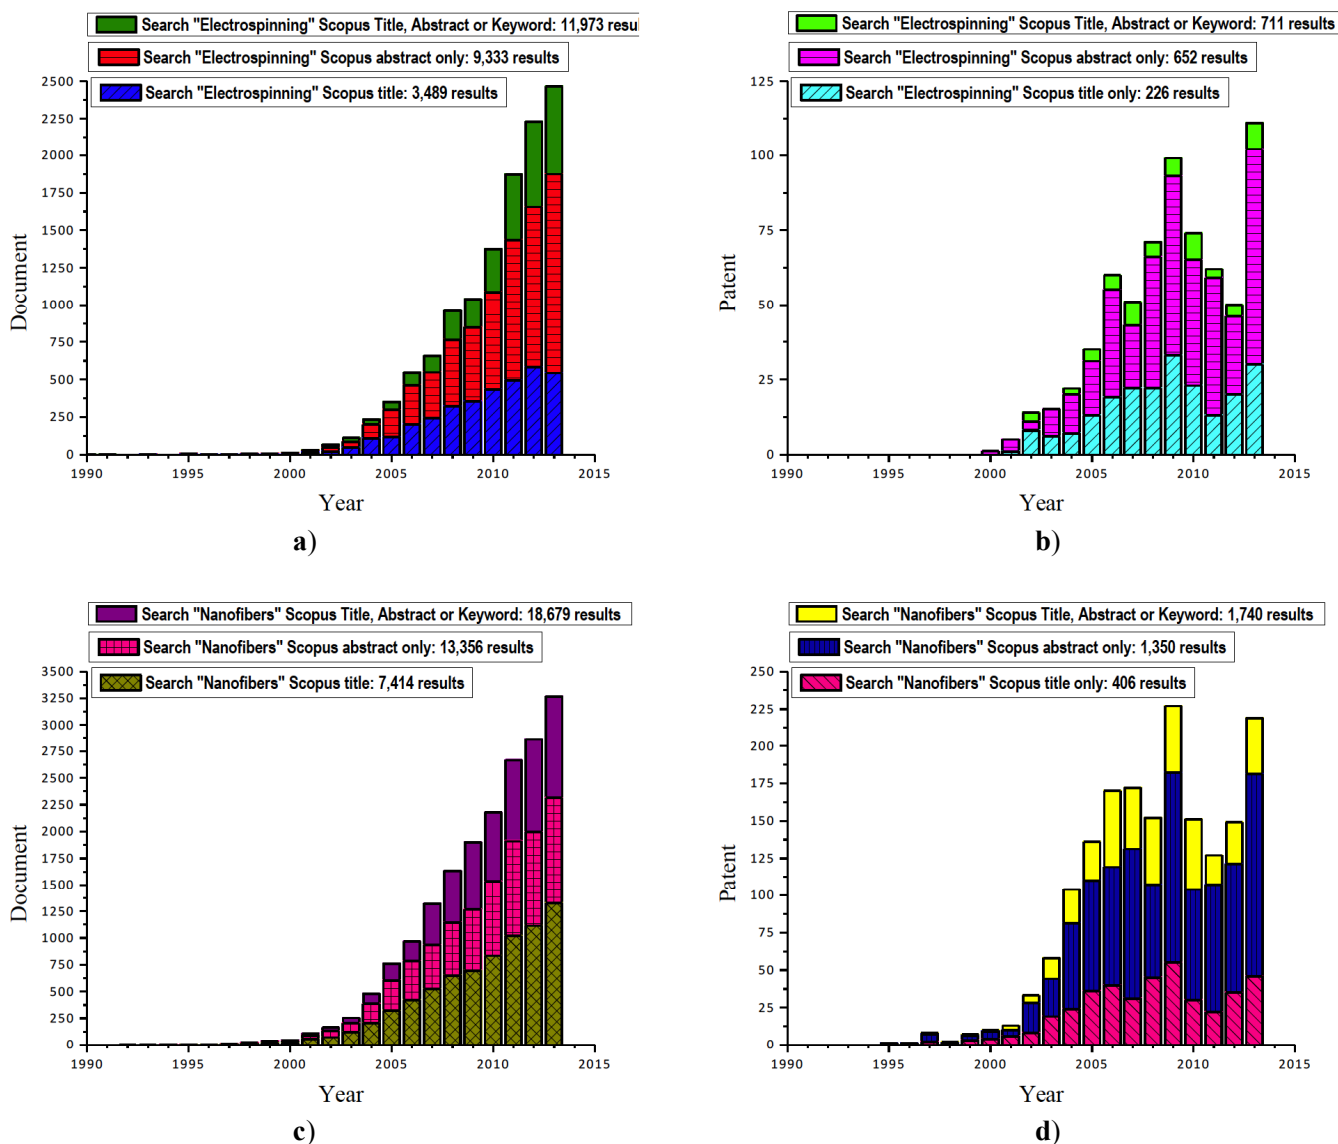 Search "Electrospinning" Scopus Title, Abstract or Keyword: 11,973 resul
Search "Electrospinning" Scopus abstract only: 9,333 results
Search "Electrospinning" Scopus title: 3,489 results
2500
2250
2000
1750
1500
1250
1000
750
500
250
0
Document
1990
1995
2000
2005
2010
2015
Year
a)
Search "Electrospinning" Scopus Title, Abstract or Keyword: 711 results
Search "Electrospinning" Scopus abstract only: 652 results
Search "Electrospinning" Scopus title only: 226 results
125
100
75
50
25
0
Patent
1990
1995
2000
2005
2010
2015
Year
b)
Search "Nanofibers" Scopus Title, Abstract or Keyword: 18,679 results
Search "Nanofibers" Scopus abstract only: 13,356 results
Search "Nanofibers" Scopus title: 7,414 results
3500
3250
3000
2750
2500
2250
2000
1750
1500
1250
1000
750
500
250
0
Document
1990
1995
2000
2005
2010
2015
Year
c)
Search "Nanofibers" Scopus Title, Abstract or Keyword: 1,740 results
Search "Nanofibers" Scopus abstract only: 1,350 results
Search "Nanofibers" Scopus title only: 406 results
250
225
200
175
150
125
100
75
50
25
0
Patent
1990
1995
2000
2005
2010
2015
Year
d)